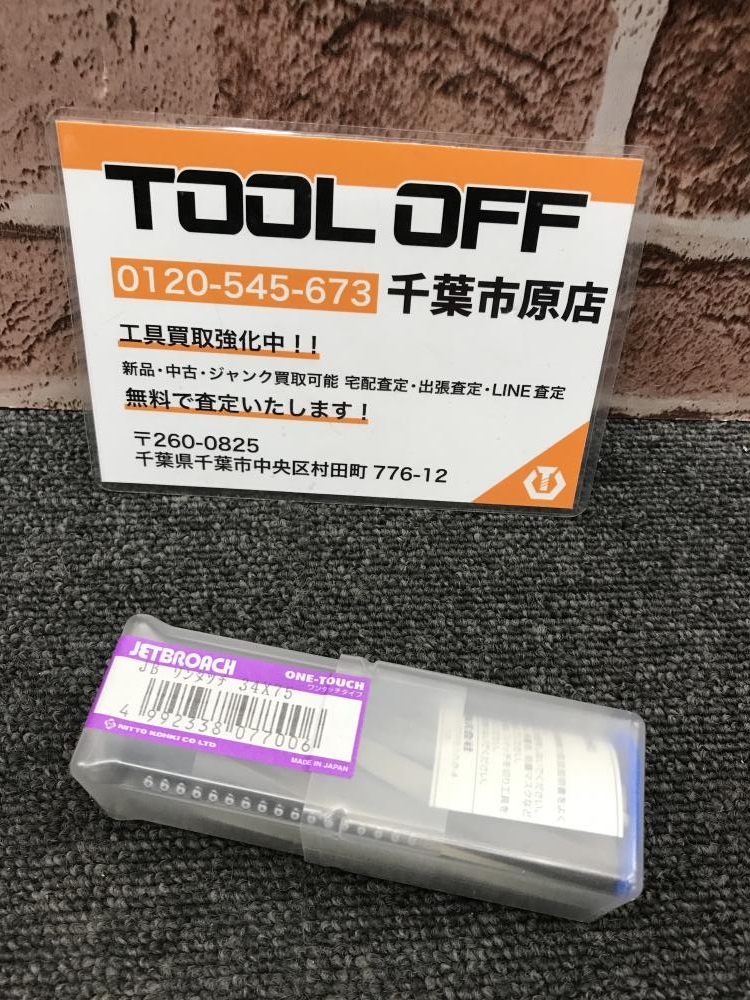 TOOL OFF
0120-545-673 千葉市原店
工具買取強化中！！
新品・中古・ジャンク買取可能 宅配査定・出張査定・LINE査定
無料で査定いたします！
〒260-0825
千葉県千葉市中央区村田町 776-12
JETBROACH
ONE-TOUCH
ワンタッチタイプ
JB ワンタッチ 34X75
4 992338 077006
NITTO KOHKI CO LTD
MADE IN JAPAN